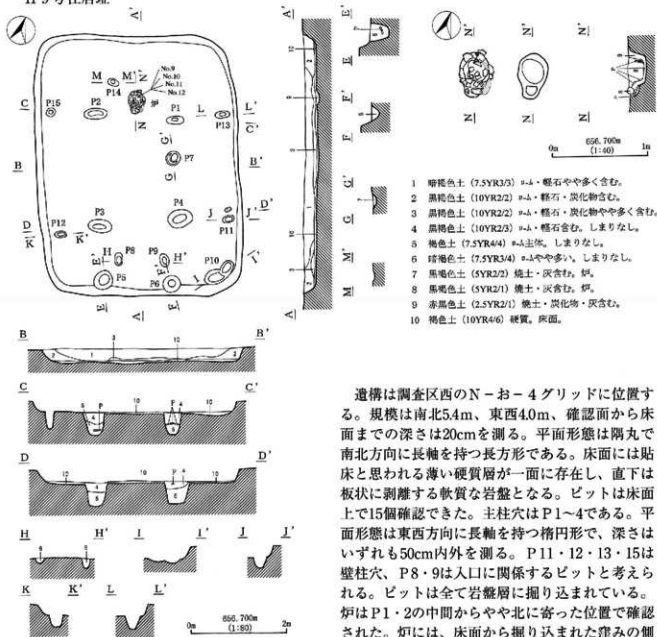 A'
No.9
No.10
No.11
No.12
M
M'
N'
P14
C
P15
P2
N
P1
L
L'
P13
C'
G'
P7
B
B'
G
P4
D'
D
K
P12
P3
K'
J
J'
P11
H
P8
P9
H'
P10
I'
E'
F'
P5
P6
I
E
A
F
A'
A
E'
E
F'
F
G'
G
M'
M
N'
N'
N'
N
N
N
656.700m
0m (1:40) 1m
1 暗褐色土 (7.5YR3/3) ローム・軽石やや多く含む。
2 黒褐色土 (10YR2/2) ローム・軽石・炭化物含む。
3 黒褐色土 (10YR2/2) ローム・軽石・炭化物やや多く含む。
4 黒褐色土 (10YR2/3) ローム・軽石含む。しまりなし。
5 褐色土 (7.5YR4/4) ローム主体。しまりなし。
6 暗褐色土 (7.5YR3/4) ロームやや多い。しまりなし。
7 黒褐色土 (5YR2/2) 焼土・灰含む。炉。
8 黒褐色土 (5YR2/1) 焼土・灰含む。炉。
9 赤黒色土 (2.5YR2/1) 焼土・炭化物・灰含む。
10 褐色土 (10YR4/6) 硬質。床面。
B
3
10
B'
2
1
2
C
5
P
10
P
4
C'
4
6
D
10
4
5
P
4
10
D'
6
H
H'
I
I'
J
J'
K
K'
L
L'
656.700m
0m (1:80) 2m
遺構は調査区西のN－お－4グリッドに位置す
る。規模は南北5.4m、東西4.0m、確認面から床
面までの深さは20cmを測る。平面形態は隅丸で
南北方向に長軸を持つ長方形である。床面には貼
床と思われる薄い硬質層が一面に存在し、直下は
板状に剥離する軟質な岩盤となる。ピットは床面
上で15個確認できた。主柱穴はP1～4である。平
面形態は東西方向に長軸を持つ楕円形で、深さは
いずれも50cm内外を測る。P11・12・13・15は
壁柱穴、P8・9は入口に関係するピットと考えら
れる。ピットは全て岩盤層に掘り込まれている。
炉はP1・2の中間からやや北に寄った位置で確認
された。炉には、床面から掘り込まれた窪みの側